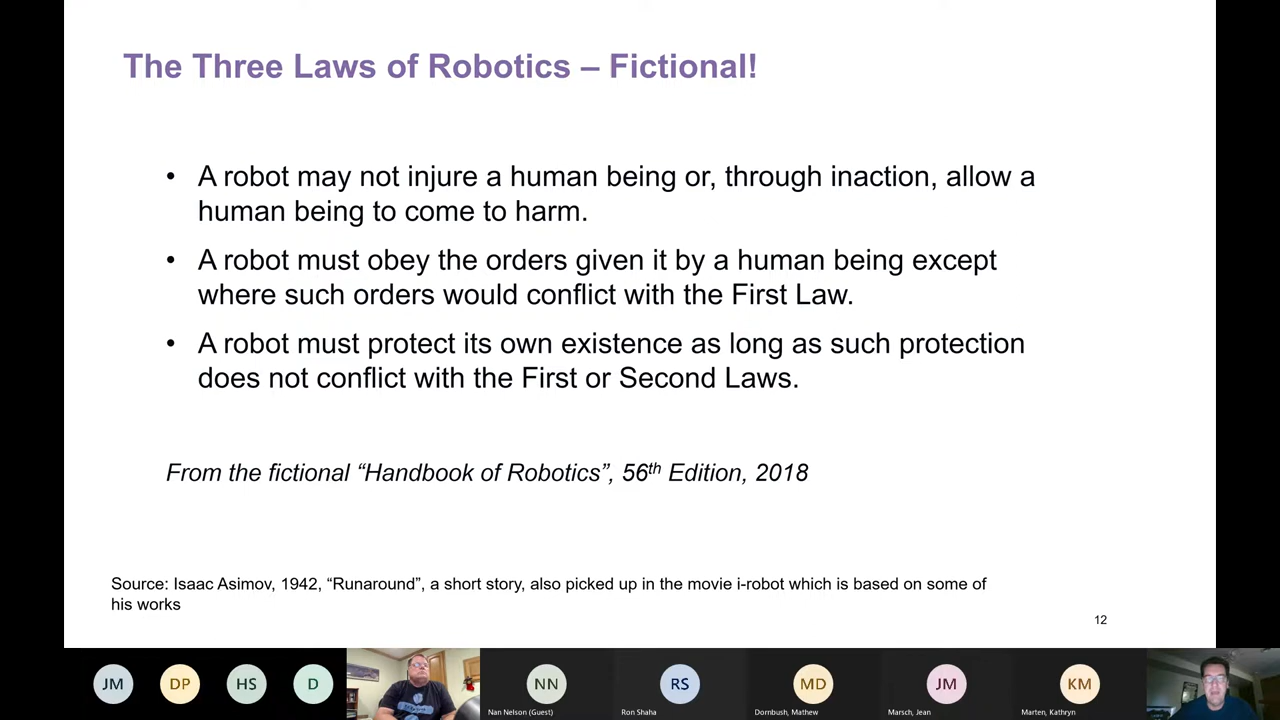 The Three Laws of Robotics – Fictional!
• A robot may not injure a human being or, through inaction, allow a
human being to come to harm.
• A robot must obey the orders given it by a human being except
where such orders would conflict with the First Law.
• A robot must protect its own existence as long as such protection
does not conflict with the First or Second Laws.
From the fictional “Handbook of Robotics”, 56th Edition, 2018
Source: Isaac Asimov, 1942, “Runaround”, a short story, also picked up in the movie i-robot which is based on some of
his works
12
JM DP HS D NN RS MD JM KM
Nan Nelson (Guest) Ron Shaha Dornbush, Mathew Marsch, Jean Marten, Kathryn